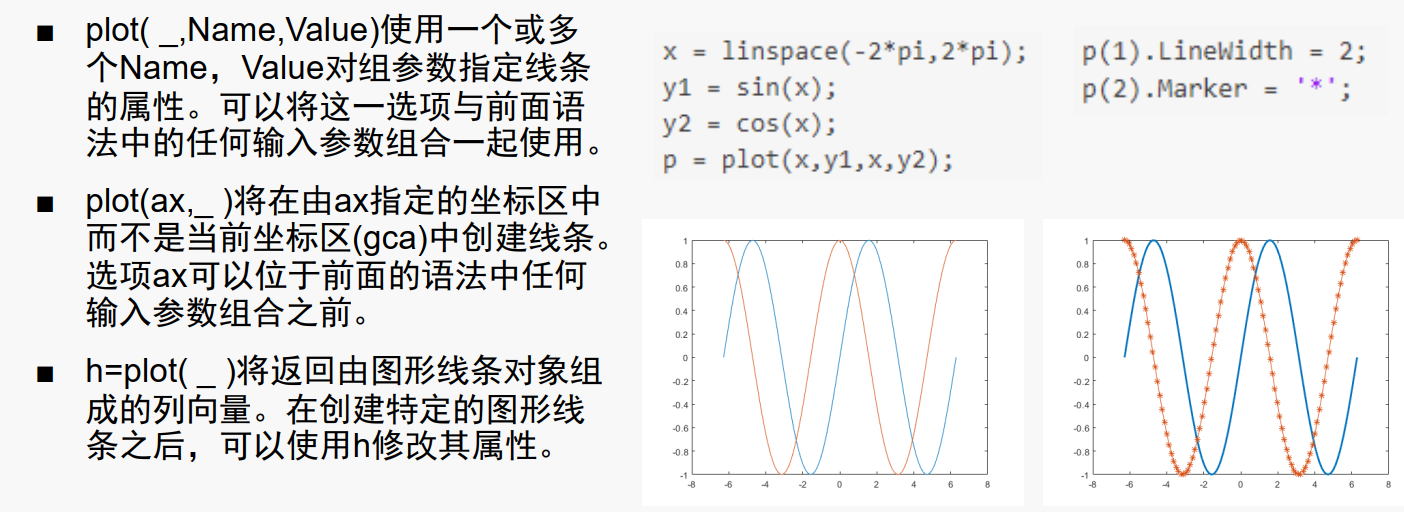 ■ plot( _,Name,Value)使用一个或多
个Name，Value对组参数指定线条
的属性。可以将这一选项与前面语
法中的任何输入参数组合一起使用。
■ plot(ax,_ )将在由ax指定的坐标区中
而不是当前坐标区(gca)中创建线条。
选项ax可以位于前面的语法中任何
输入参数组合之前。
■ h=plot( _ )将返回由图形线条对象组
成的列向量。在创建特定的图形线
条之后，可以使用h修改其属性。
x = linspace(-2*pi,2*pi);
y1 = sin(x);
y2 = cos(x);
p = plot(x,y1,x,y2);
p(1).LineWidth = 2;
p(2).Marker = '*';
1
0.8
0.6
0.4
0.2
0
-0.2
-0.4
-0.6
-0.8
-1
-8 -6 -4 -2 0 2 4 6 8
1
0.8
0.6
0.4
0.2
0
-0.2
-0.4
-0.6
-0.8
-1
-8 -6 -4 -2 0 2 4 6 8